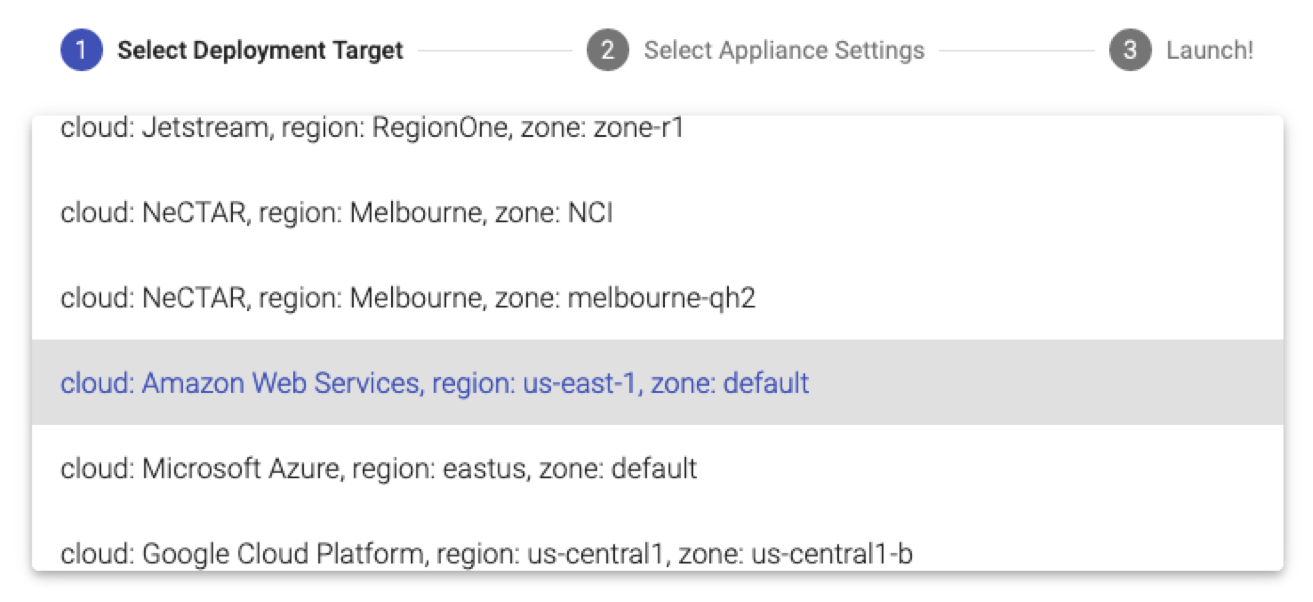 1 Select Deployment Target 2 Select Appliance Settings 3 Launch!
cloud: Jetstream, region: RegionOne, zone: zone-r1
cloud: NeCTAR, region: Melbourne, zone: NCI
cloud: NeCTAR, region: Melbourne, zone: melbourne-qh2
cloud: Amazon Web Services, region: us-east-1, zone: default
cloud: Microsoft Azure, region: eastus, zone: default
cloud: Google Cloud Platform, region: us-central1, zone: us-central1-b